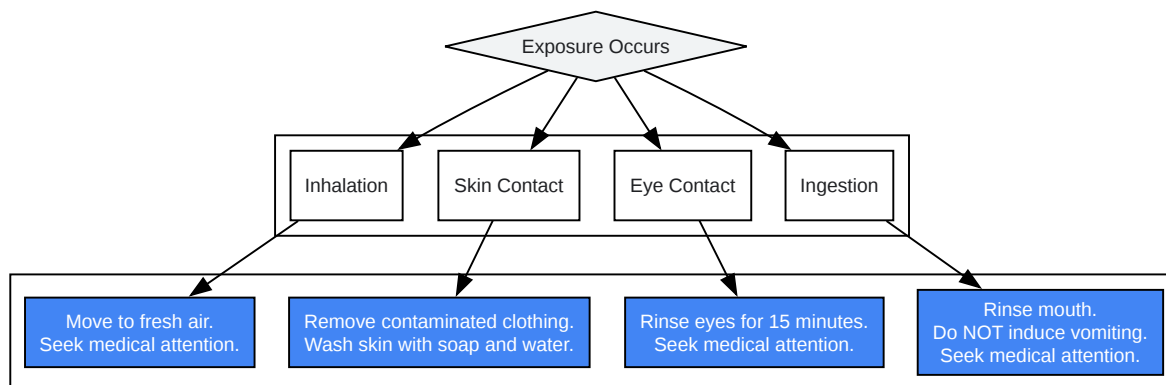 Exposure Occurs
Inhalation
Skin Contact
Eye Contact
Ingestion
Move to fresh air.
Seek medical attention.
Remove contaminated clothing.
Wash skin with soap and water.
Rinse eyes for 15 minutes.
Seek medical attention.
Rinse mouth.
Do NOT induce vomiting.
Seek medical attention.